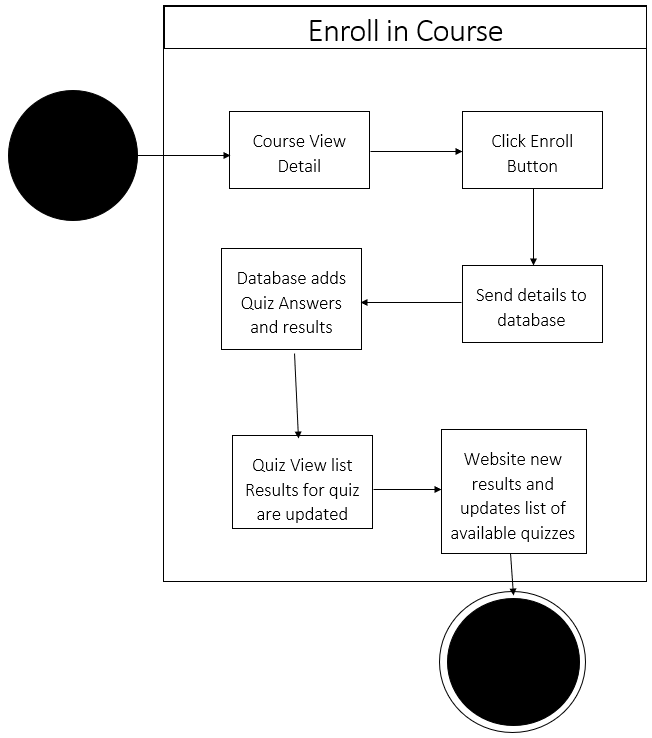 Enroll in Course
Course View
Detail
Click Enroll
Button
Send details to
database
Database adds
Quiz Answers
and results
Quiz View list
Results for quiz
are updated
Website new
results and
updates list of
available quizzes